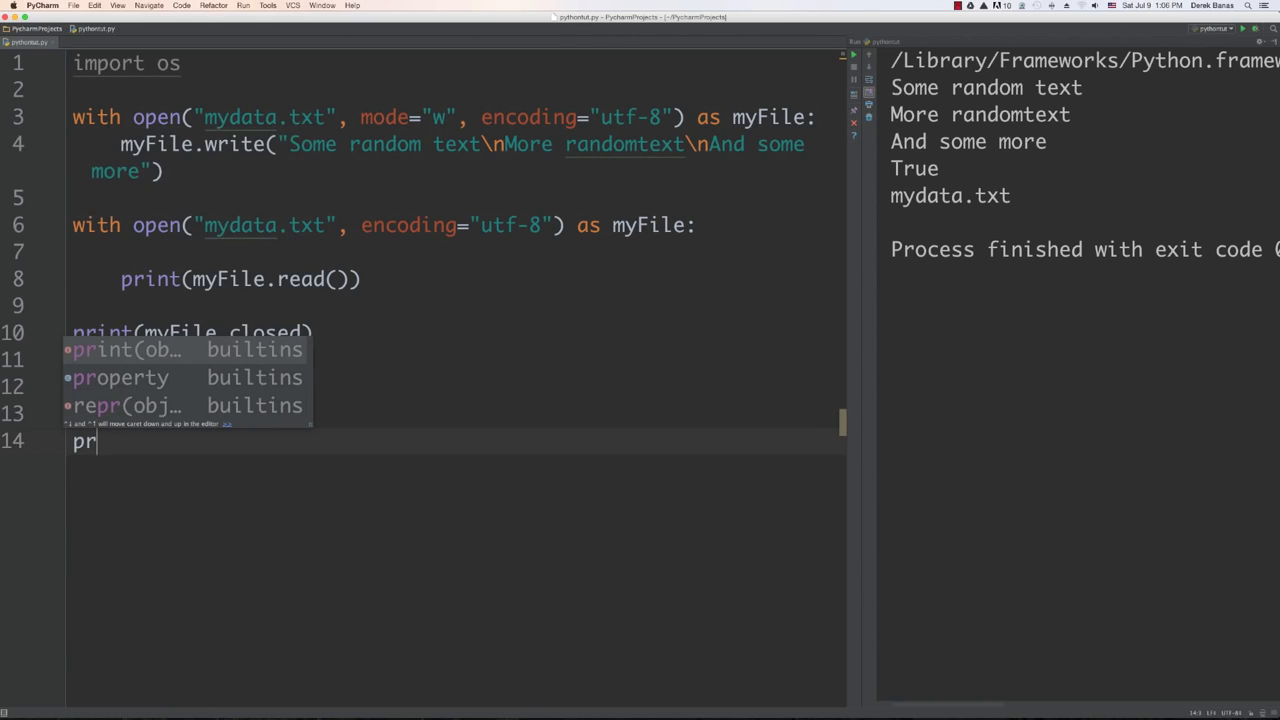 PyCharm File Edit View Navigate Code Refactor Run Tools VCS Window Help Sat Jul 9 1:06 PM Derek Banas
pythontut.py - PycharmProjects - [~/PycharmProjects]
PycharmProjects pythontut.py pythontut
pythontut.py
Run pythontut
1 import os
2
3 with open("mydata.txt", mode="w", encoding="utf-8") as myFile:
4 myFile.write("Some random text\nMore randomtext\nAnd some
more")
5
6 with open("mydata.txt", encoding="utf-8") as myFile:
7
8 print(myFile.read())
9
10 print(myFile.closed)
11
12
13
14 pr
print(ob… builtins
property builtins
repr(obj… builtins
^↓ and ^↑ will move caret down and up in the editor >>
/Library/Frameworks/Python.framew
Some random text
More randomtext
And some more
True
mydata.txt
Process finished with exit code
14:3 LF≑ UTF-8≑